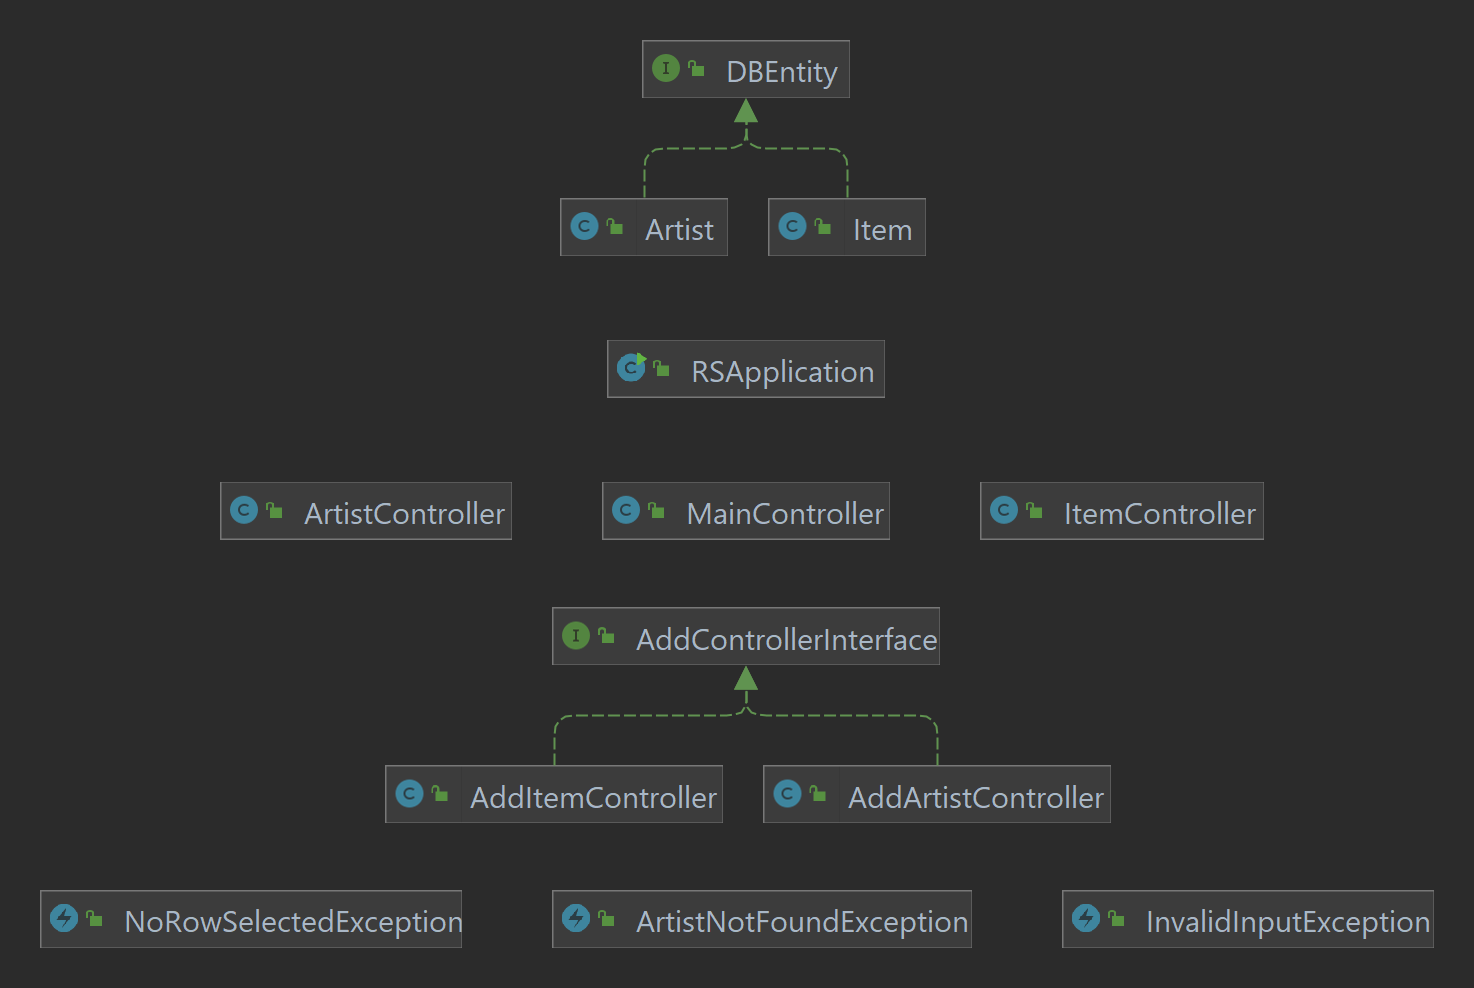 I DBEntity
C Artist
C Item
C RSApplication
C ArtistController
C MainController
C ItemController
I AddControllerInterface
C AddItemController
C AddArtistController
NoRowSelectedException
ArtistNotFoundException
InvalidInputException